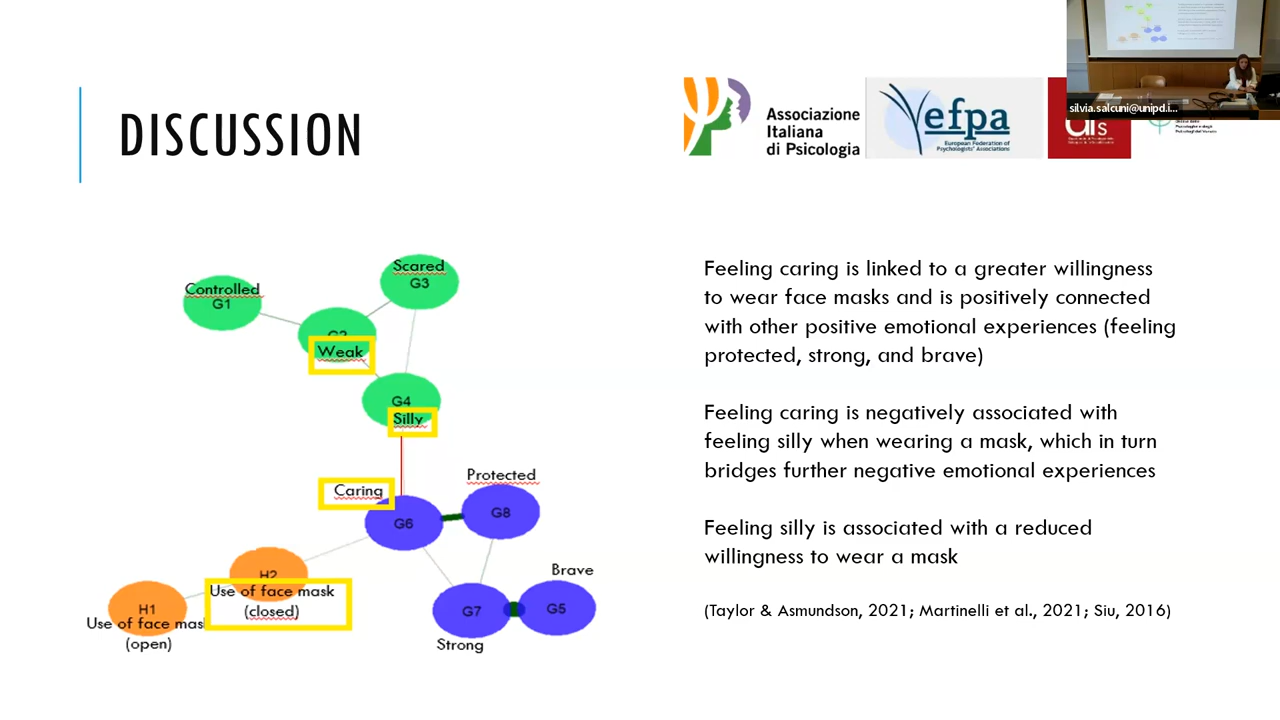 DISCUSSION
Associazione
Italiana
di Psicologia
efpa
European Federation of
Psychologists' Associations
silvia.salcuni@unipd.i...
Scared
G3
Controlled
G1
G2
Weak
G4
Silly
Caring
G6
Protected
G8
H2
Use of face mask
(closed)
H1
Use of face mas
(open)
G7
Strong
Brave
G5
Feeling caring is linked to a greater willingness
to wear face masks and is positively connected
with other positive emotional experiences (feeling
protected, strong, and brave)
Feeling caring is negatively associated with
feeling silly when wearing a mask, which in turn
bridges further negative emotional experiences
Feeling silly is associated with a reduced
willingness to wear a mask
(Taylor & Asmundson, 2021; Martinelli et al., 2021; Siu, 2016)